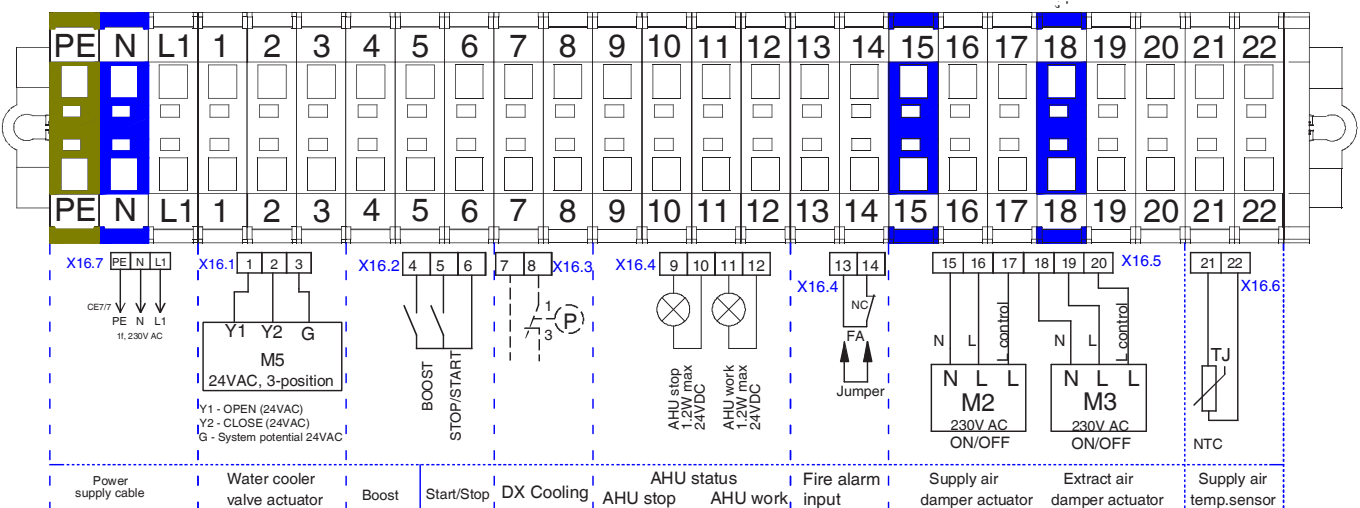 PE N L1 1 2 3 4 5 6 7 8 9 10 11 12 13 14 15 16 17 18 19 20 21 22
PE N L1 1 2 3 4 5 6 7 8 9 10 11 12 13 14 15 16 17 18 19 20 21 22
X16.7 PE N L1
CE7/7
PE N L1
1f, 230V AC
X16.1 1 2 3
Y1 Y2 G
M5
24VAC, 3-position
Y1 - OPEN (24VAC)
Y2 - CLOSE (24VAC)
G - System potential 24VAC
X16.2 4 5 6
BOOST
STOP/START
7 8 X16.3
1
P
3
X16.4 9 10 11 12
AHU stop
1.2W max
24VDC
AHU work
1.2W max
24VDC
13 14
X16.4
NC
FA
Jumper
15 16 17 18 19 20 X16.5
N L L control
N L L
M2
230V AC
ON/OFF
N L L control
N L L
M3
230V AC
ON/OFF
21 22
X16.6
TJ
NTC
Power
supply cable
Water cooler
valve actuator
Boost
Start/Stop
DX Cooling
AHU status
AHU stop AHU work
Fire alarm
input
Supply air
damper actuator
Extract air
damper actuator
Supply air
temp.sensor